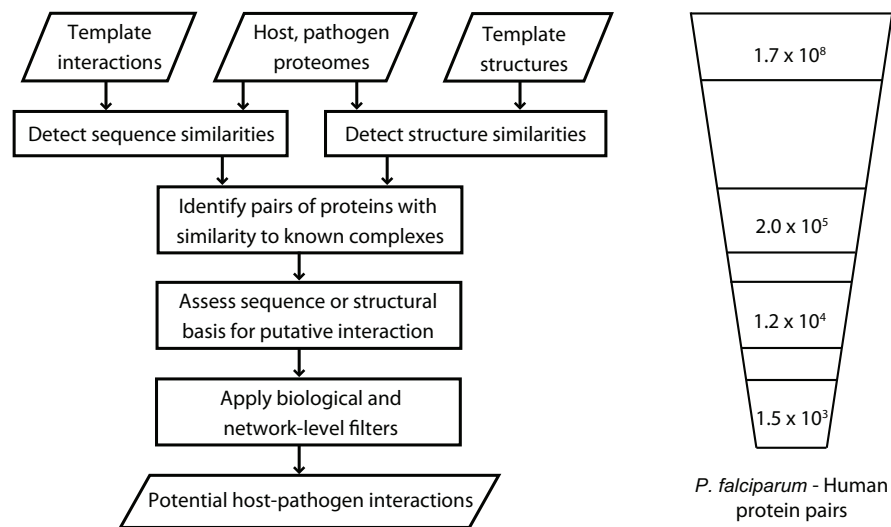 Template
interactions
Host, pathogen
proteomes
Template
structures
Detect sequence similarities
Detect structure similarities
Identify pairs of proteins with
similarity to known complexes
Assess sequence or structural
basis for putative interaction
Apply biological and
network-level filters
Potential host-pathogen interactions
1.7 x 10⁸
2.0 x 10⁵
1.2 x 10⁴
1.5 x 10³
P. falciparum - Human
protein pairs